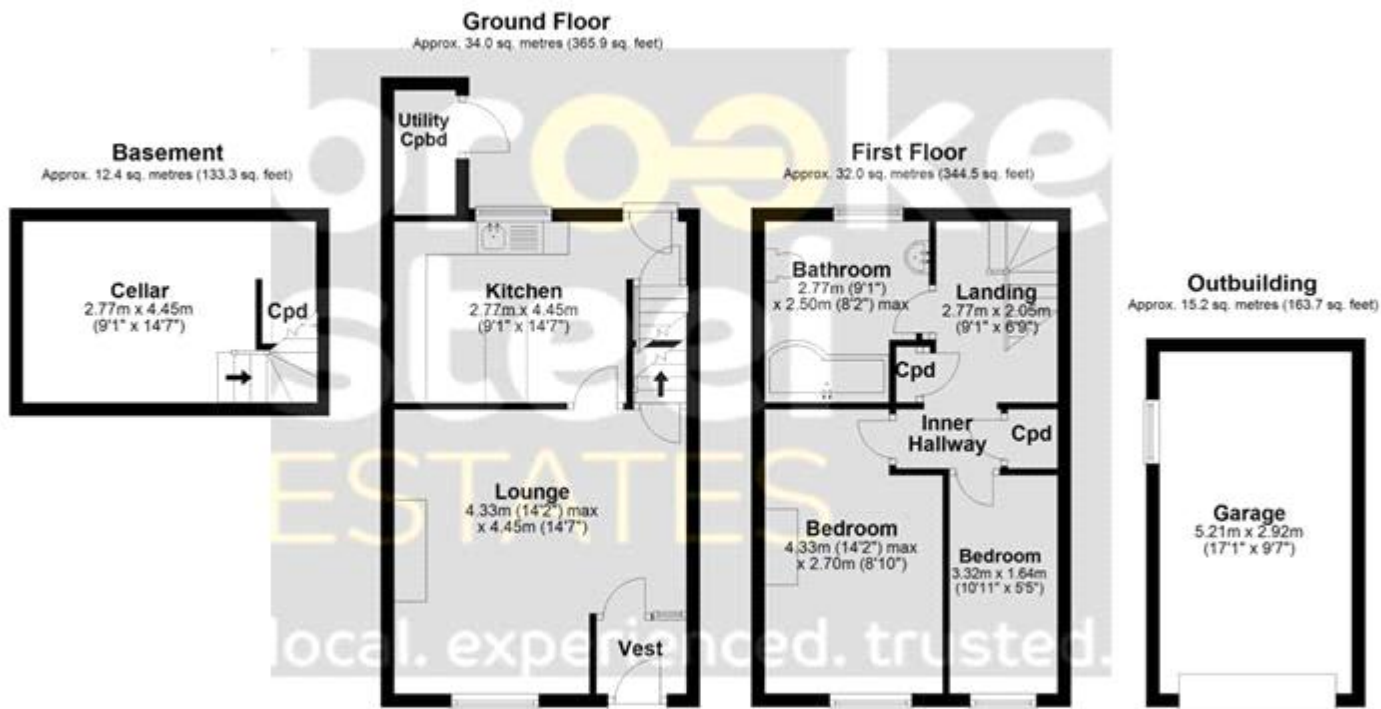 Ground Floor
Approx. 34.0 sq. metres (365.9 sq. feet)
Utility
Cpbd
Kitchen
2.77m x 4.45m
(9'1" x 14'7")
Lounge
4.33m (14'2") max
x 4.45m (14'7")
Vest
Basement
Approx. 12.4 sq. metres (133.3 sq. feet)
Cellar
2.77m x 4.45m
(9'1" x 14'7")
Cpd
First Floor
Approx. 32.0 sq. metres (344.5 sq. feet)
Bathroom
2.77m (9'1")
x 2.50m (8'2") max
Landing
2.77m x 2.05m
(9'1" x 6'9")
Cpd
Inner
Hallway
Cpd
Bedroom
4.33m (14'2") max
x 2.70m (8'10")
Bedroom
3.32m x 1.64m
(10'11" x 5'5")
Outbuilding
Approx. 15.2 sq. metres (163.7 sq. feet)
Garage
5.21m x 2.92m
(17'1" x 9'7")
brooke
steel
ESTATES
local. experienced. trusted.